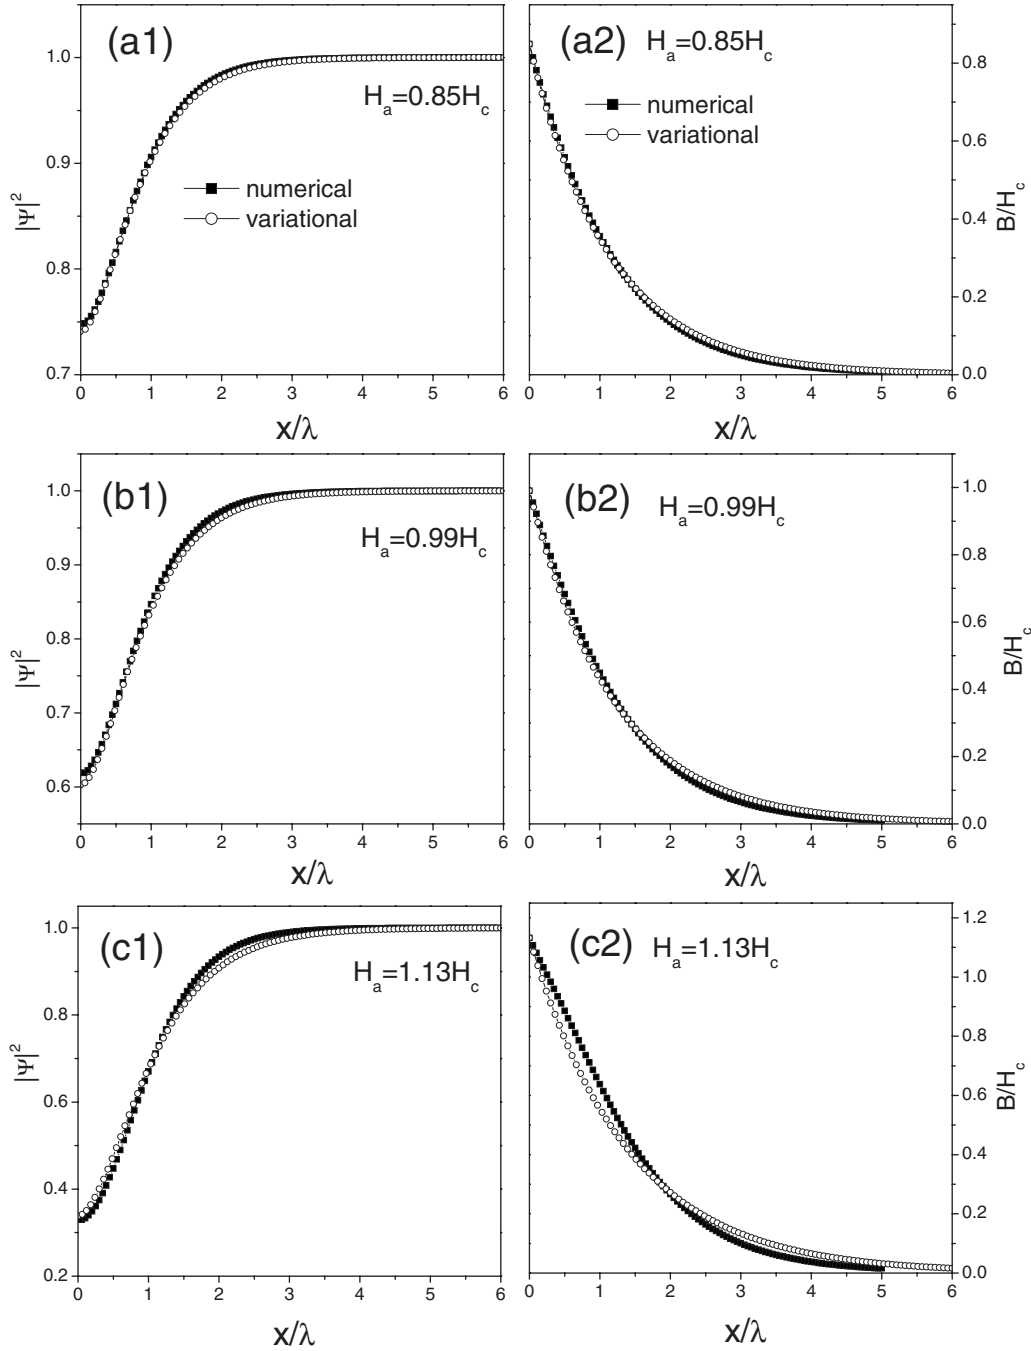 (a1)
H_a=0.85H_c
numerical
variational
|Ψ|²
1.0
0.9
0.8
0.7
0 1 2 3 4 5 6
x/λ
(a2)
H_a=0.85H_c
numerical
variational
B/H_c
0.8
0.6
0.4
0.2
0.0
0 1 2 3 4 5 6
x/λ
(b1)
H_a=0.99H_c
|Ψ|²
1.0
0.9
0.8
0.7
0.6
0 1 2 3 4 5 6
x/λ
(b2)
H_a=0.99H_c
B/H_c
1.0
0.8
0.6
0.4
0.2
0.0
0 1 2 3 4 5 6
x/λ
(c1)
H_a=1.13H_c
|Ψ|²
1.0
0.8
0.6
0.4
0.2
0 1 2 3 4 5 6
x/λ
(c2)
H_a=1.13H_c
B/H_c
1.2
1.0
0.8
0.6
0.4
0.2
0.0
0 1 2 3 4 5 6
x/λ